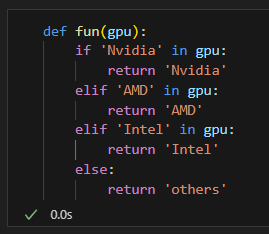 def fun(gpu):
    if 'Nvidia' in gpu:
        return 'Nvidia'
    elif 'AMD' in gpu:
        return 'AMD'
    elif 'Intel' in gpu:
        return 'Intel'
    else:
        return 'others'
✓ 0.0s